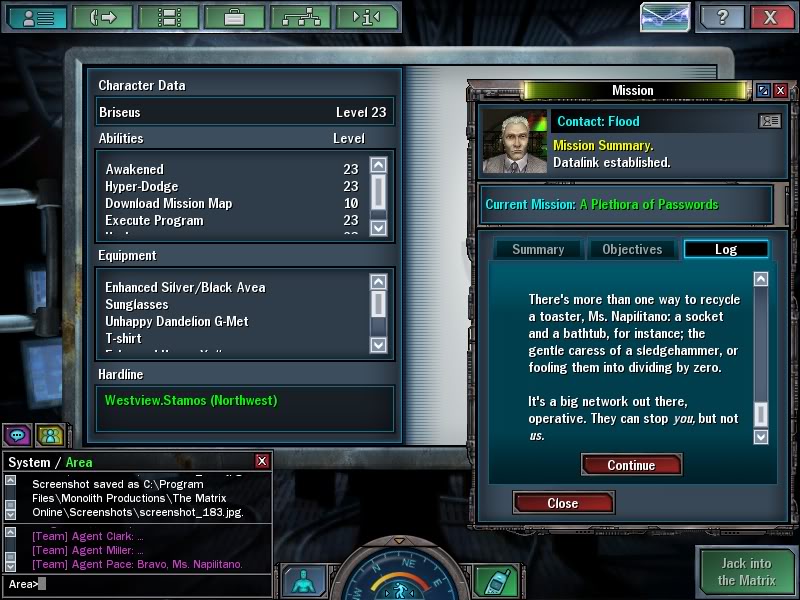 ?
X
Character Data
Briseus Level 23
Abilities Level
Awakened 23
Hyper-Dodge 23
Download Mission Map 10
Execute Program 23
Equipment
Enhanced Silver/Black Avea
Sunglasses
Unhappy Dandelion G-Met
T-shirt
Hardline
Westview.Stamos (Northwest)
Mission
X
Contact: Flood
Mission Summary.
Datalink established.
Current Mission: A Plethora of Passwords
Summary Objectives Log
There's more than one way to recycle
a toaster, Ms. Napilitano: a socket
and a bathtub, for instance; the
gentle caress of a sledgehammer, or
fooling them into dividing by zero.
It's a big network out there,
operative. They can stop you, but not
us.
Continue
Close
System / Area
X
Screenshot saved as C:\Program
Files\Monolith Productions\The Matrix
Online\Screenshots\screenshot_183.jpg.
[Team] Agent Clark: ...
[Team] Agent Miller: ...
[Team] Agent Pace: Bravo, Ms. Napilitano.
Area>
NW
NE
Jack into
the Matrix